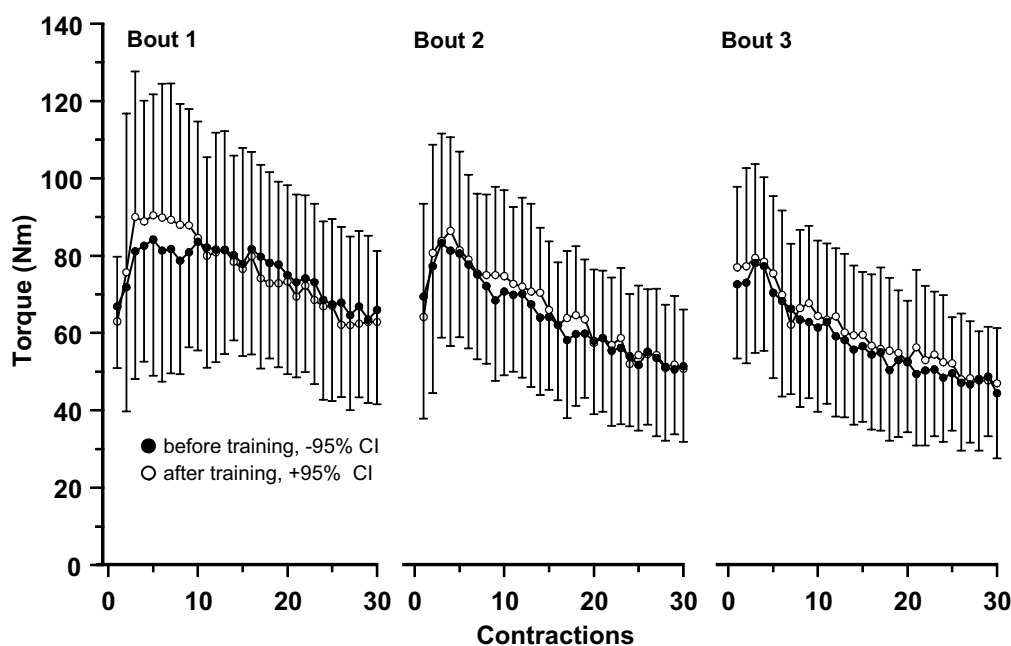 Bout 1
Bout 2
Bout 3
140
120
100
80
60
40
20
0
Torque (Nm)
before training, -95% CI
after training, +95% CI
0 10 20 30
0 10 20 30
0 10 20 30
Contractions